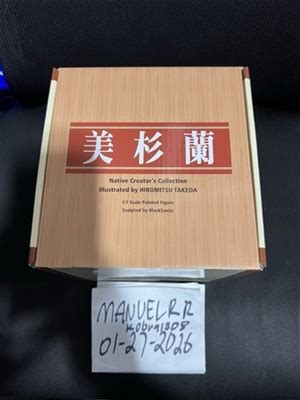 美杉蘭
Native Creator's Collection
Illustrated by HIROMITSU TAKEDA
1/7 Scale Painted Figure
Sculpted by BlackSanta
MANUELRR
Kobra1308
01-27-2026